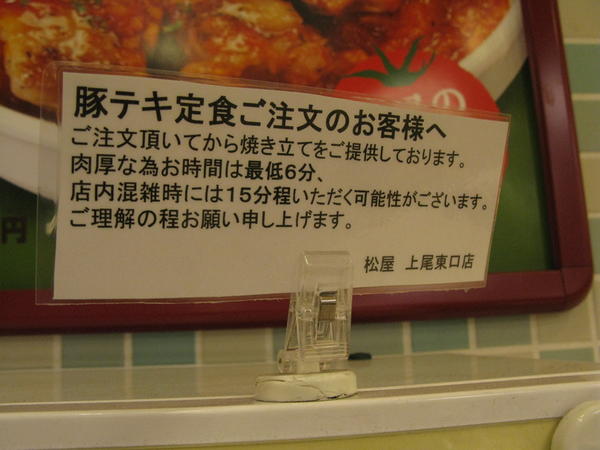 豚テキ定食ご注文のお客様へ
ご注文頂いてから焼き立てをご提供しております。
肉厚な為お時間は最低6分、
店内混雑時には15分程いただく可能性がございます。
ご理解の程お願い申し上げます。
松屋 上尾東口店
の
円